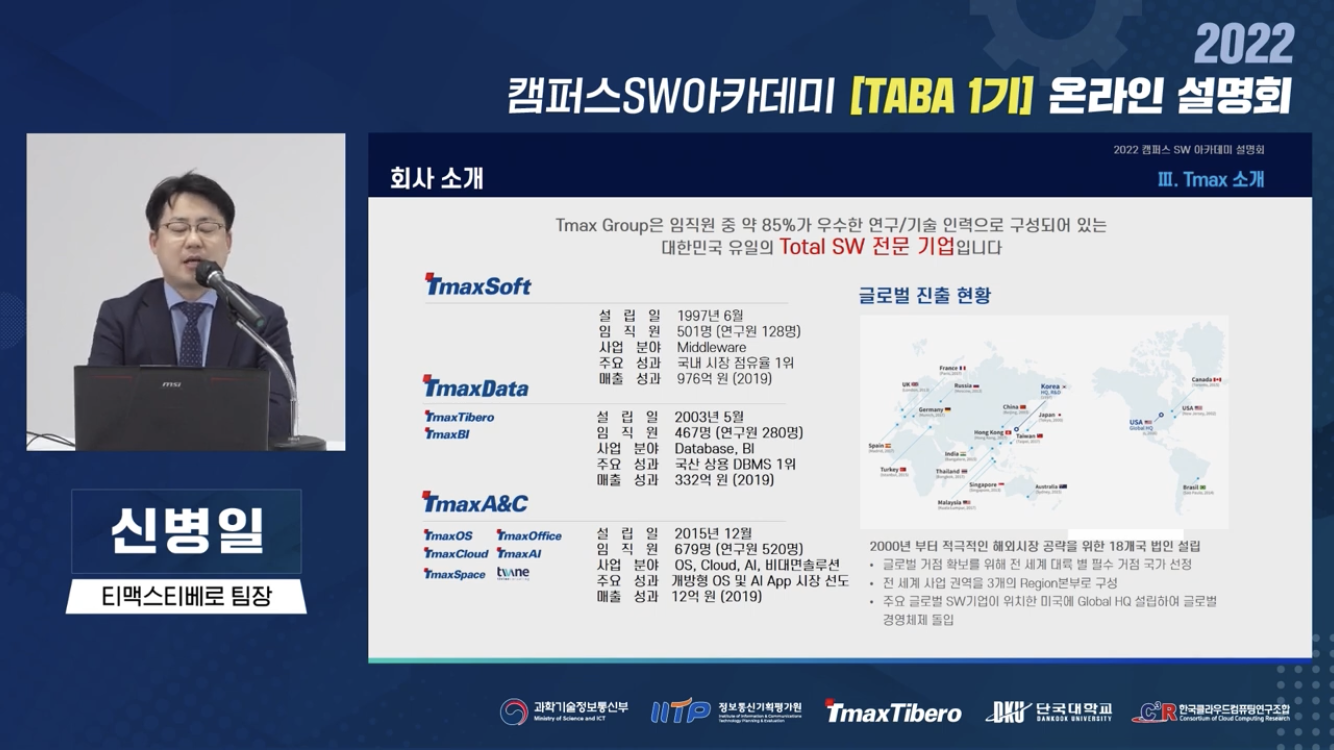 2022
캠퍼스SW아카데미 [TABA 1기] 온라인 설명회
msi
신병일
티맥스티베로 팀장
2022 캠퍼스 SW 아카데미 설명회
회사 소개
Ⅲ. Tmax 소개
Tmax Group은 임직원 중 약 85%가 우수한 연구/기술 인력으로 구성되어 있는
대한민국 유일의 Total SW 전문 기업입니다
TmaxSoft
설 립 일 1997년 6월
임 직 원 501명 (연구원 128명)
사업 분야 Middleware
주요 성과 국내 시장 점유율 1위
매출 성과 976억 원 (2019)
TmaxData
TmaxTibero
TmaxBI
설 립 일 2003년 5월
임 직 원 467명 (연구원 280명)
사업 분야 Database, BI
주요 성과 국산 상용 DBMS 1위
매출 성과 332억 원 (2019)
TmaxA&C
TmaxOS TmaxOffice
TmaxCloud TmaxAI
TmaxSpace
설 립 일 2015년 12월
임 직 원 679명 (연구원 520명)
사업 분야 OS, Cloud, AI, 비대면솔루션
주요 성과 개방형 OS 및 AI App 시장 선도
매출 성과 12억 원 (2019)
글로벌 진출 현황
France
UK
Russia
Korea
HQ, R&D
Canada
Germany
China
Japan
USA
USA
Global HQ
Hong Kong
Taiwan
Spain
India
Turkey
Thailand
Singapore
Australia
Brasil
Malaysia
2000년 부터 적극적인 해외시장 공략을 위한 18개국 법인 설립
• 글로벌 거점 확보를 위해 전 세계 대륙 별 필수 거점 국가 선정
• 전 세계 사업 권역을 3개의 Region본부로 구성
• 주요 글로벌 SW기업이 위치한 미국에 Global HQ 설립하여 글로벌
경영체제 돌입
과학기술정보통신부
Ministry of Science and ICT
IITP 정보통신기획평가원
Institute of Information & Communications
Technology Planning & Evaluation
TmaxTibero
DKU 단국대학교
DANKOOK UNIVERSITY
C3R 한국클라우드컴퓨팅연구조합
Consortium of Cloud Computing Research